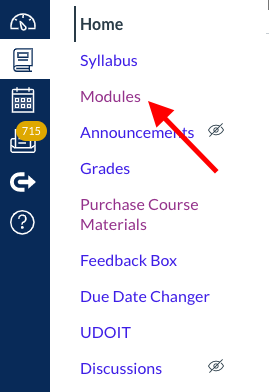 Home
Syllabus
Modules
715
Announcements
Grades
Purchase Course
Materials
Feedback Box
Due Date Changer
UDOIT
Discussions